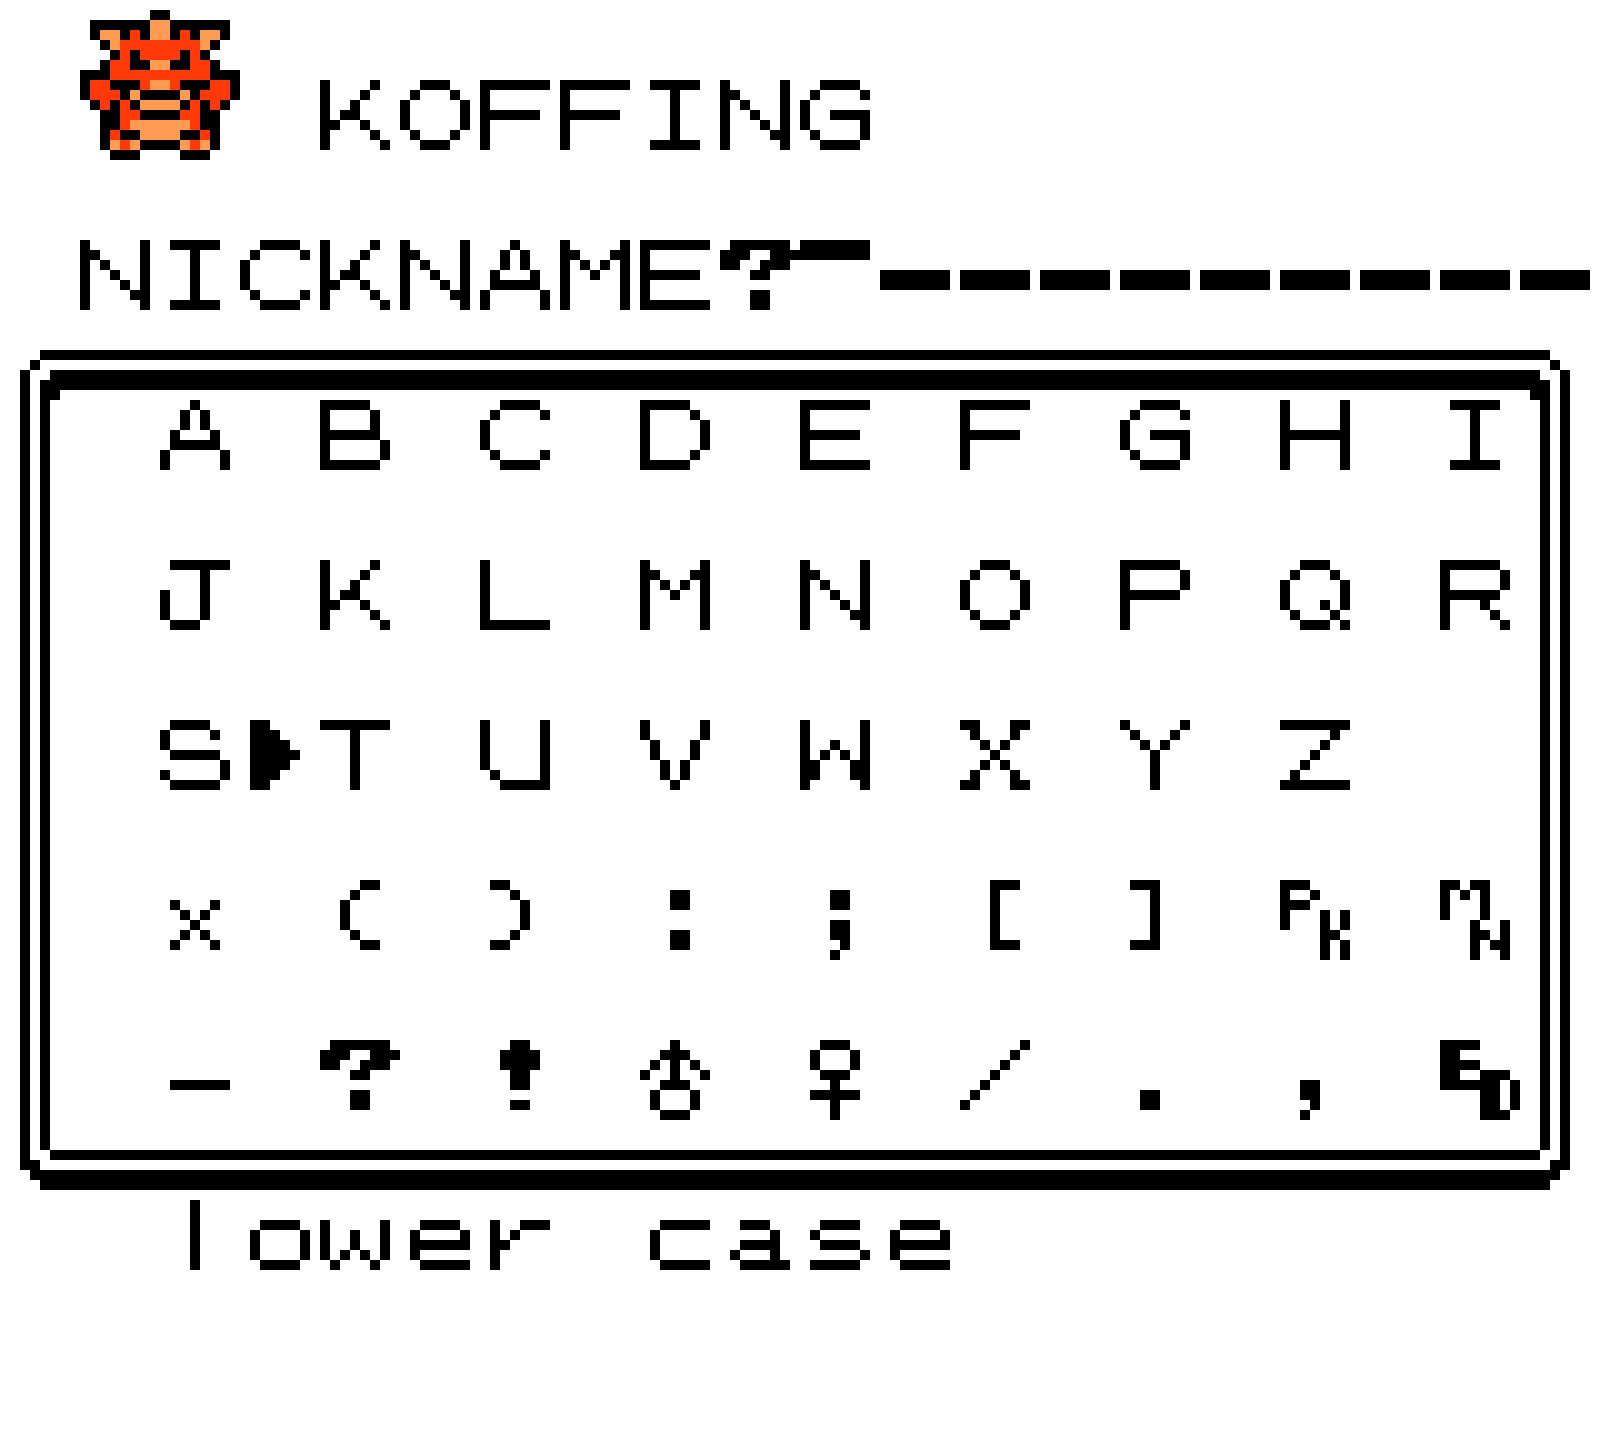 KOFFING
NICKNAME?
A B C D E F G H I
J K L M N O P Q R
S ▶T U V W X Y Z
× ( ) : ; [ ] PK MN
- ? ! ♂ ♀ / . , ED
lower case